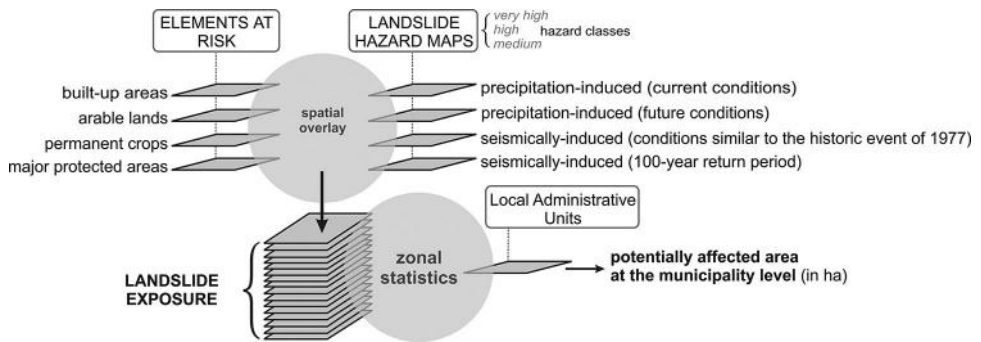 ELEMENTS AT
RISK
LANDSLIDE
HAZARD MAPS
very high
high
medium
hazard classes
built-up areas
arable lands
permanent crops
major protected areas
spatial
overlay
precipitation-induced (current conditions)
precipitation-induced (future conditions)
seismically-induced (conditions similar to the historic event of 1977)
seismically-induced (100-year return period)
Local Administrative
Units
LANDSLIDE
EXPOSURE
zonal
statistics
potentially affected area
at the municipality level (in ha)